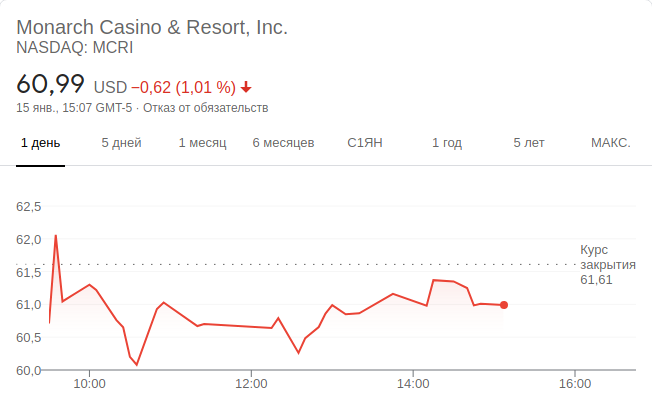 Monarch Casino & Resort, Inc.
NASDAQ: MCRI
60,99 USD −0,62 (1,01 %)
15 янв., 15:07 GMT-5 · Отказ от обязательств
1 день 5 дней 1 месяц 6 месяцев С1ЯН 1 год 5 лет МАКС.
62,5
62,0
Курс
закрытия
61,61
61,5
61,0
60,5
60,0
10:00 12:00 14:00 16:00